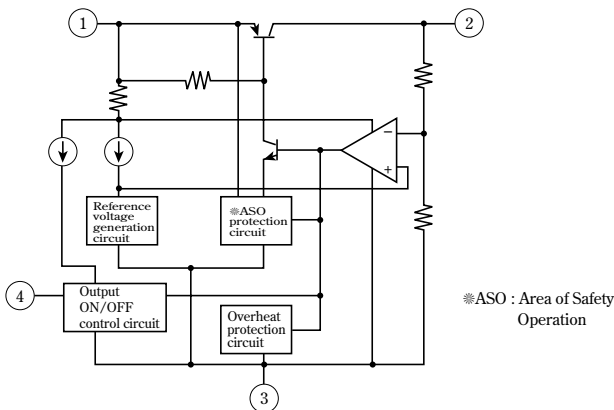 1
2
−
+
Reference
voltage
generation
circuit
※ASO
protection
circuit
4
Output
ON/OFF
control circuit
Overheat
protection
circuit
※ASO : Area of Safety
Operation
3